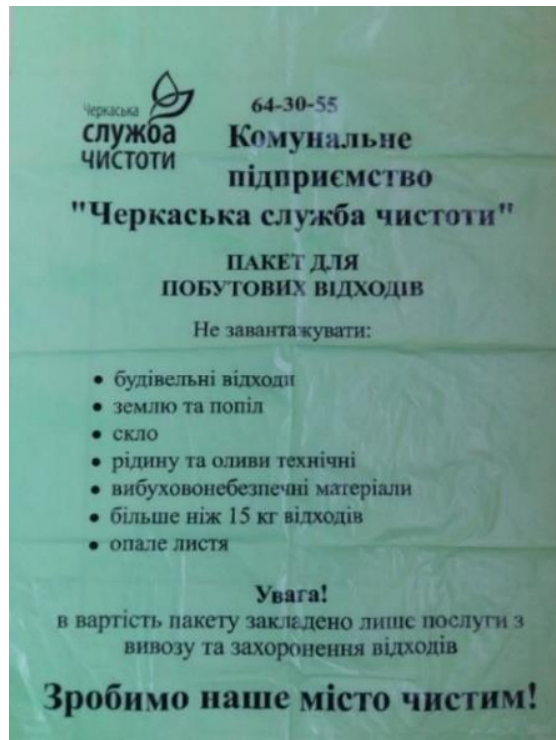 Черкаська
служба
чистоти
64-30-55
Комунальне
підприємство
"Черкаська служба чистоти"
ПАКЕТ ДЛЯ
ПОБУТОВИХ ВІДХОДІВ
Не завантажувати:
• будівельні відходи
• землю та попіл
• скло
• рідину та оливи технічні
• вибуховонебезпечні матеріали
• більше ніж 15 кг відходів
• опале листя
Увага!
в вартість пакету закладено лише послуги з
вивозу та захоронення відходів
Зробимо наше місто чистим!